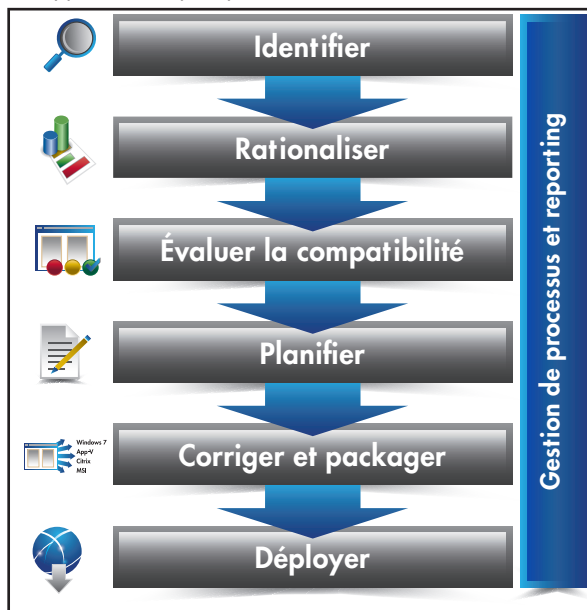 Identifier
Rationaliser
Évaluer la compatibilité
Planifier
Windows 7
App-V
Citrix
MSI
Corriger et packager
Déployer
Gestion de processus et reporting